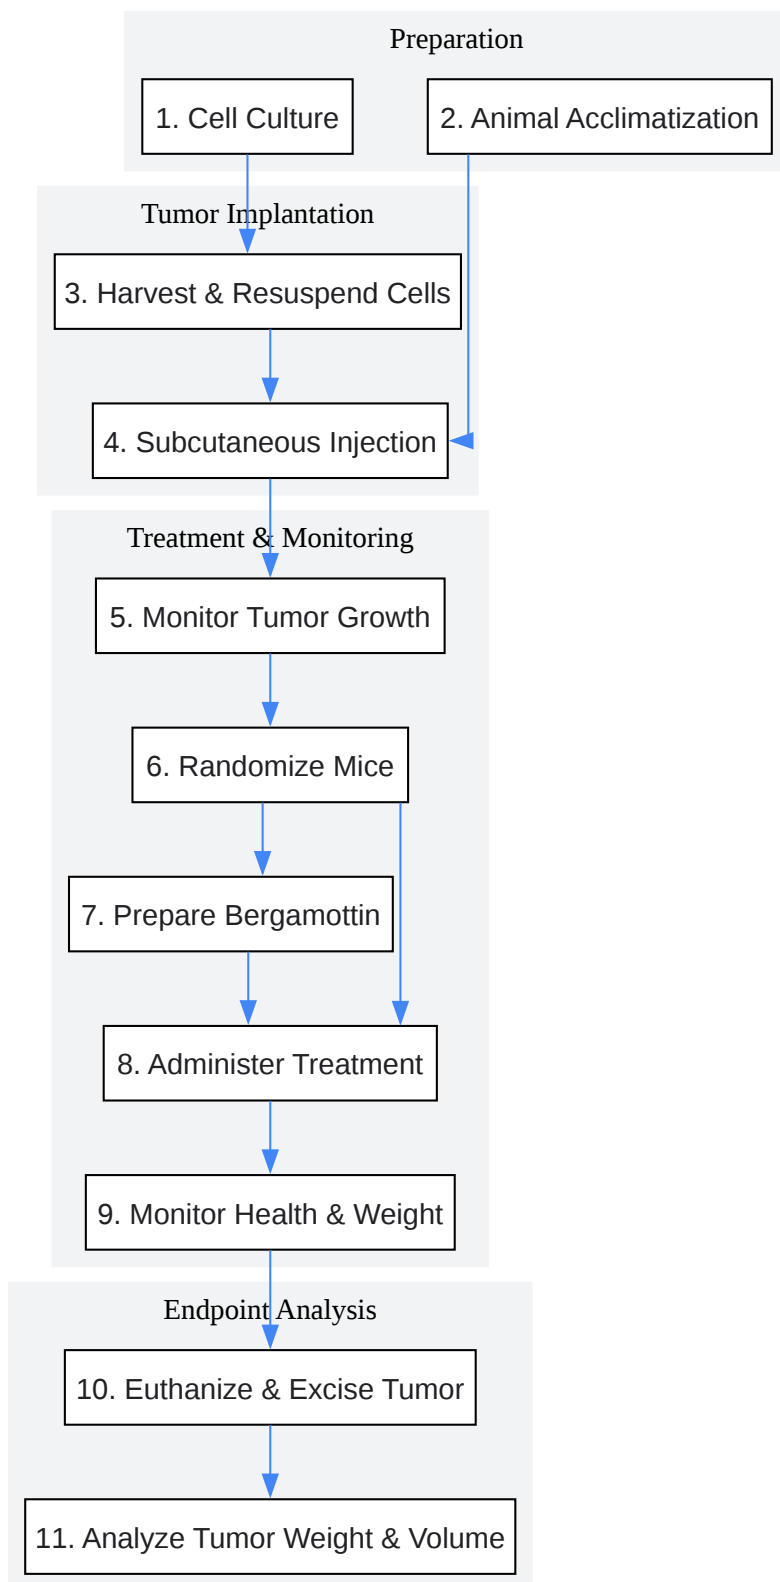 Preparation
1. Cell Culture
2. Animal Acclimatization
Tumor Implantation
3. Harvest & Resuspend Cells
4. Subcutaneous Injection
Treatment & Monitoring
5. Monitor Tumor Growth
6. Randomize Mice
7. Prepare Bergamottin
8. Administer Treatment
9. Monitor Health & Weight
Endpoint Analysis
10. Euthanize & Excise Tumor
11. Analyze Tumor Weight & Volume